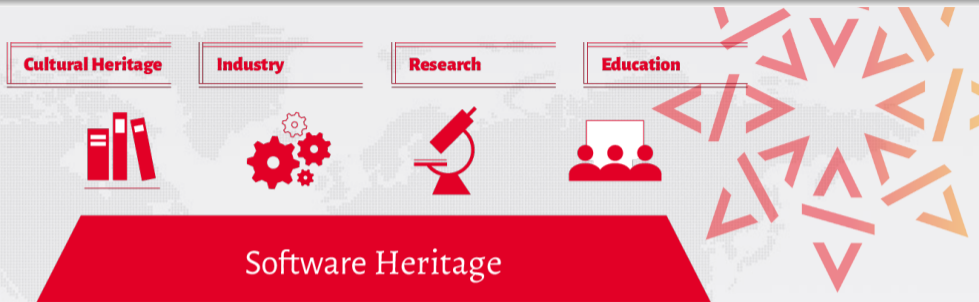 Cultural Heritage
Industry
Research
Education
Software Heritage